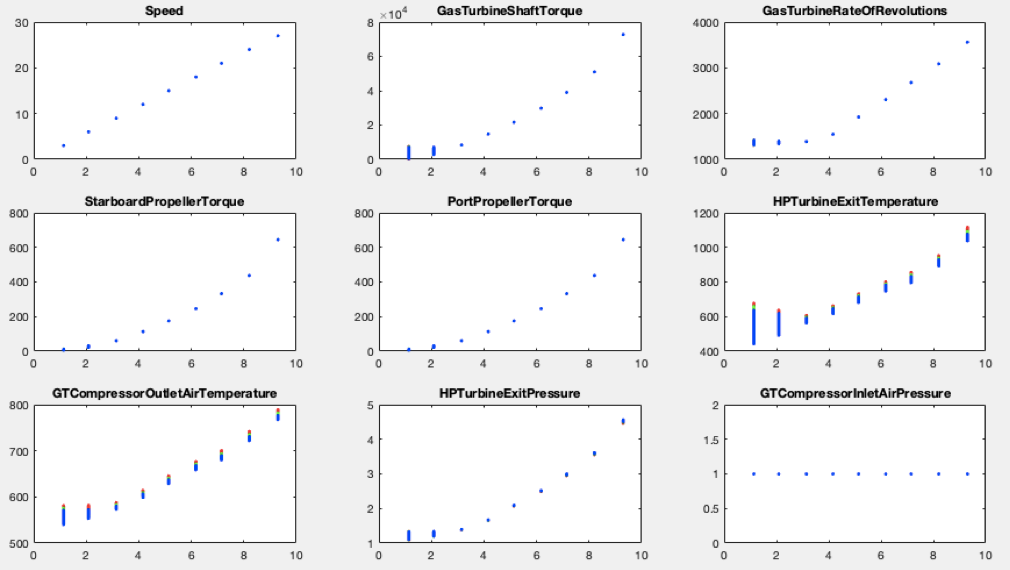 Speed GasTurbineShaftTorque GasTurbineRateOfRevolutions
30 20 10 0
0 2 4 6 8 10
×10⁴
8 6 4 2 0
0 2 4 6 8 10
4000 3000 2000 1000
0 2 4 6 8 10
StarboardPropellerTorque PortPropellerTorque HPTurbineExitTemperature
800 600 400 200 0
0 2 4 6 8 10
800 600 400 200 0
0 2 4 6 8 10
1200 1000 800 600 400
0 2 4 6 8 10
GTCompressorOutletAirTemperature HPTurbineExitPressure GTCompressorInletAirPressure
800 700 600 500
0 2 4 6 8 10
5 4 3 2 1
0 2 4 6 8 10
2 1.5 1 0.5 0
0 2 4 6 8 10